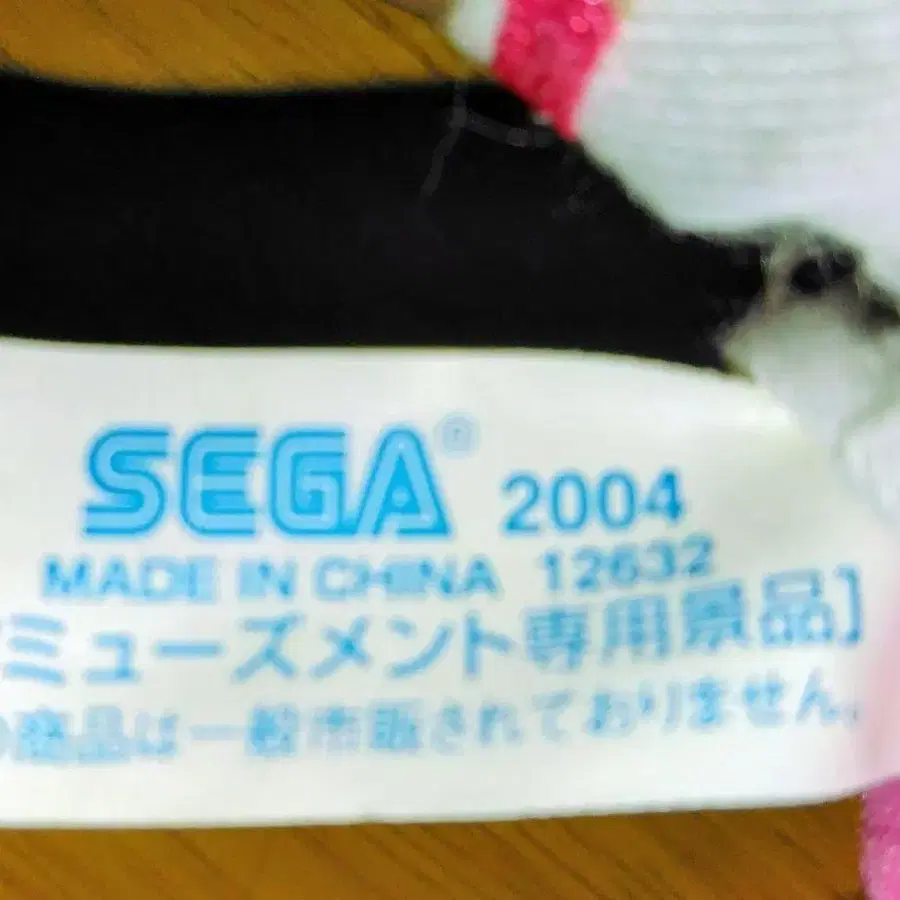 SEGA® 2004
MADE IN CHINA 12632
ミューズメント専用景品]
の商品は一般市販されておりません。